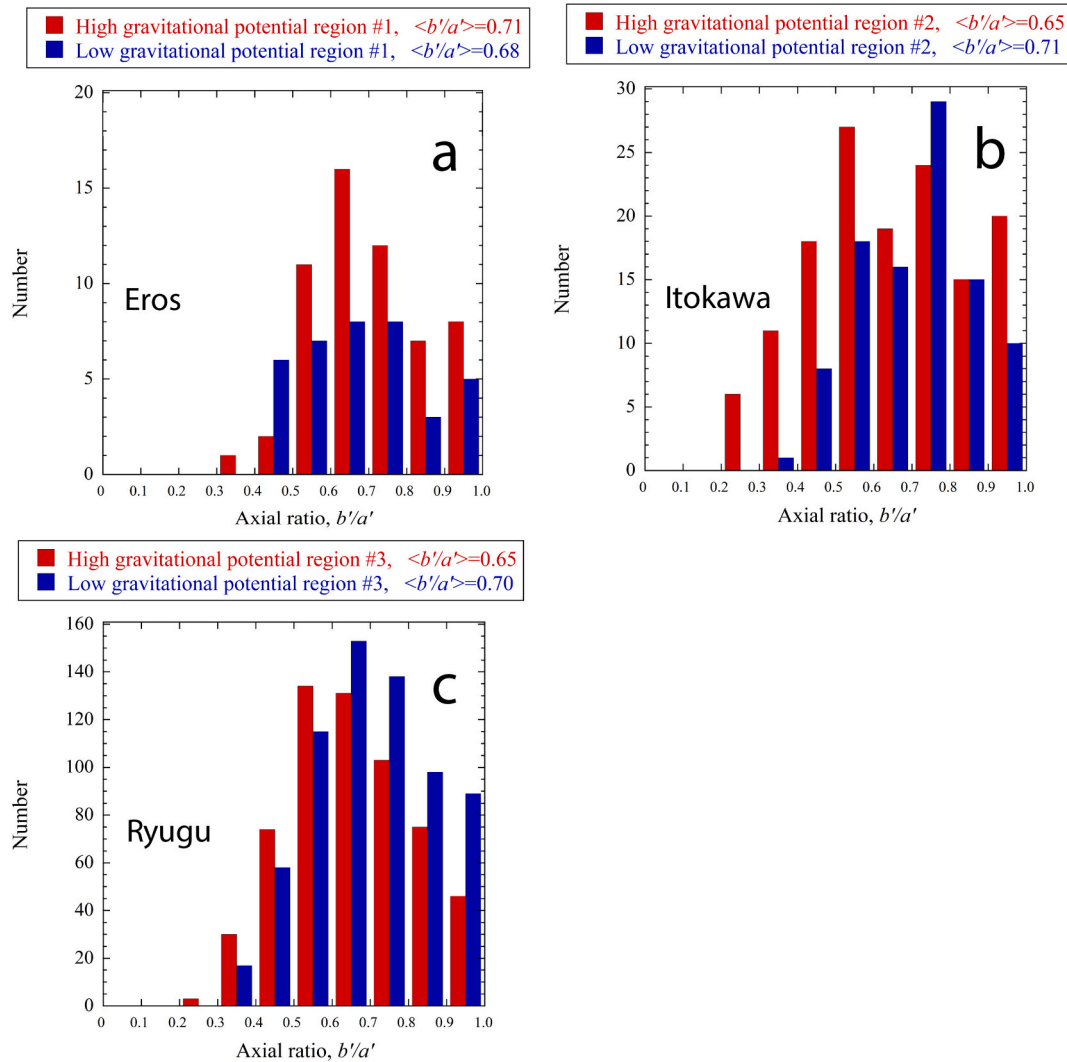 High gravitational potential region #1, <b'/a'>=0.71
Low gravitational potential region #1, <b'/a'>=0.68
20
15
10
5
0
Number
a
Eros
0 0.1 0.2 0.3 0.4 0.5 0.6 0.7 0.8 0.9 1.0
Axial ratio, b'/a'
High gravitational potential region #2, <b'/a'>=0.65
Low gravitational potential region #2, <b'/a'>=0.71
30
25
20
15
10
5
0
Number
b
Itokawa
0 0.1 0.2 0.3 0.4 0.5 0.6 0.7 0.8 0.9 1.0
Axial ratio, b'/a'
High gravitational potential region #3, <b'/a'>=0.65
Low gravitational potential region #3, <b'/a'>=0.70
160
140
120
100
80
60
40
20
0
Number
c
Ryugu
0 0.1 0.2 0.3 0.4 0.5 0.6 0.7 0.8 0.9 1.0
Axial ratio, b'/a'